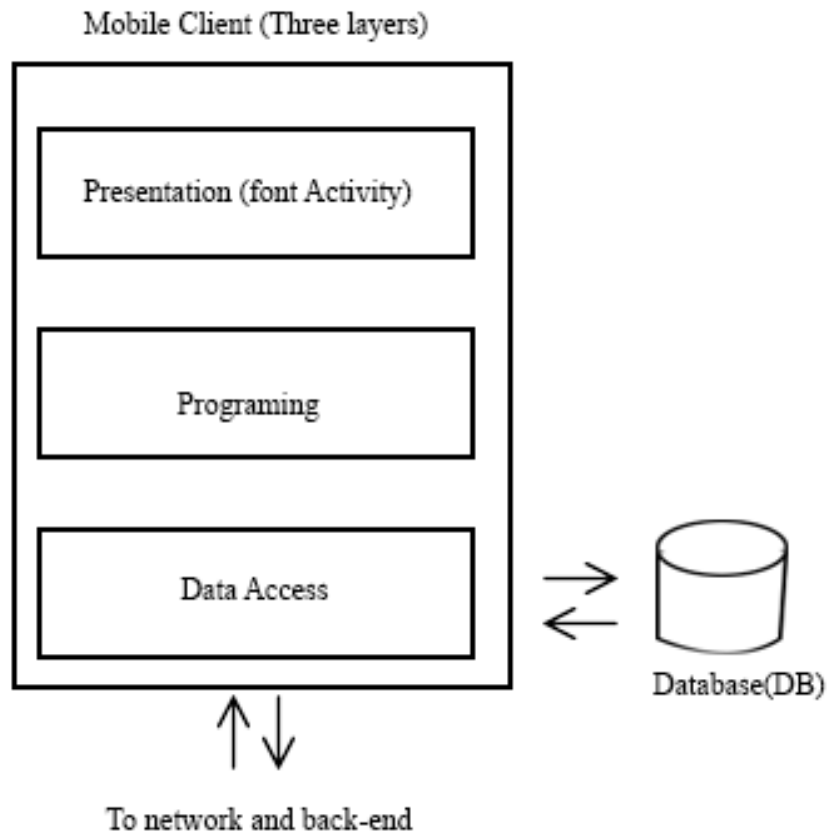 Mobile Client (Three layers)
Presentation (font Activity)
Programing
Data Access
Database(DB)
To network and back-end